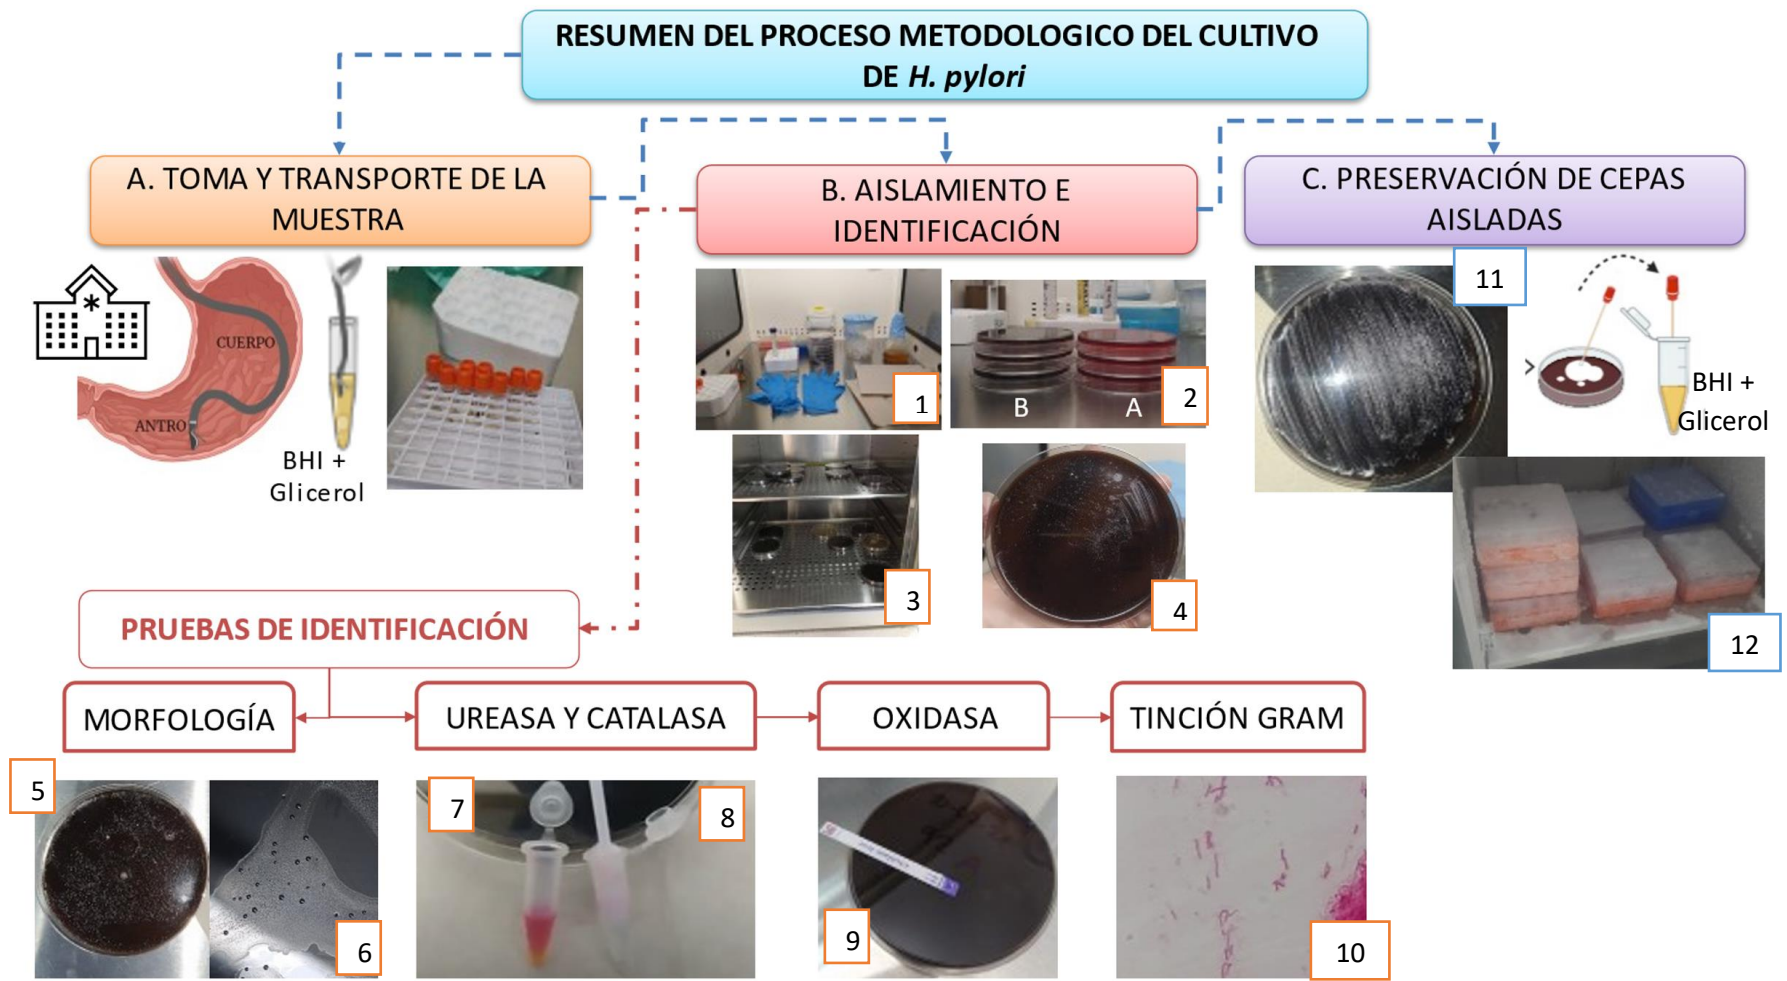 RESUMEN DEL PROCESO METODOLOGICO DEL CULTIVO
DE H. pylori
A. TOMA Y TRANSPORTE DE LA
MUESTRA
B. AISLAMIENTO E
IDENTIFICACIÓN
C. PRESERVACIÓN DE CEPAS
AISLADAS
CUERPO
ANTRO
BHI +
Glicerol
1
B
A
2
3
4
11
BHI +
Glicerol
12
PRUEBAS DE IDENTIFICACIÓN
MORFOLOGÍA
UREASA Y CATALASA
OXIDASA
TINCIÓN GRAM
5
6
7
8
9
10